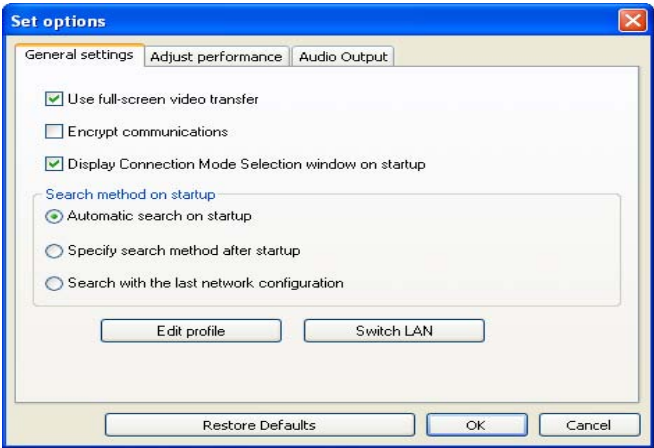 Set options
General settings Adjust performance Audio Output
Use full-screen video transfer
Encrypt communications
Display Connection Mode Selection window on startup
Search method on startup
Automatic search on startup
Specify search method after startup
Search with the last network configuration
Edit profile Switch LAN
Restore Defaults OK Cancel